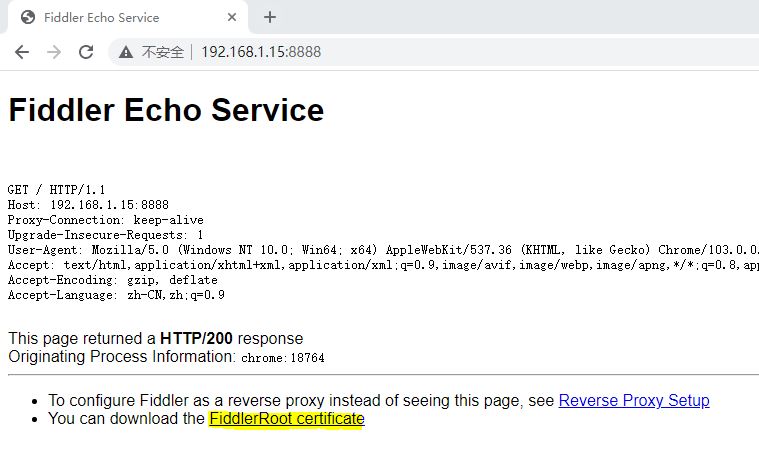 Fiddler Echo Service
不安全 192.168.1.15:8888
Fiddler Echo Service
GET / HTTP/1.1
Host: 192.168.1.15:8888
Proxy-Connection: keep-alive
Upgrade-Insecure-Requests: 1
User-Agent: Mozilla/5.0 (Windows NT 10.0; Win64; x64) AppleWebKit/537.36 (KHTML, like Gecko) Chrome/103.0.0.
Accept: text/html,application/xhtml+xml,application/xml;q=0.9,image/avif,image/webp,image/apng,*/*;q=0.8,app
Accept-Encoding: gzip, deflate
Accept-Language: zh-CN,zh;q=0.9
This page returned a HTTP/200 response
Originating Process Information: chrome:18764
To configure Fiddler as a reverse proxy instead of seeing this page, see Reverse Proxy Setup
You can download the FiddlerRoot certificate